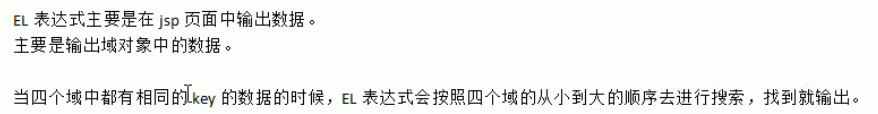 EL 表达式主要是在 jsp 页面中输出数据。
主要是输出域对象中的数据。
当四个域中都有相同的 key 的数据的时候，EL 表达式会按照四个域的从小到大的顺序去进行搜索，找到就输出。